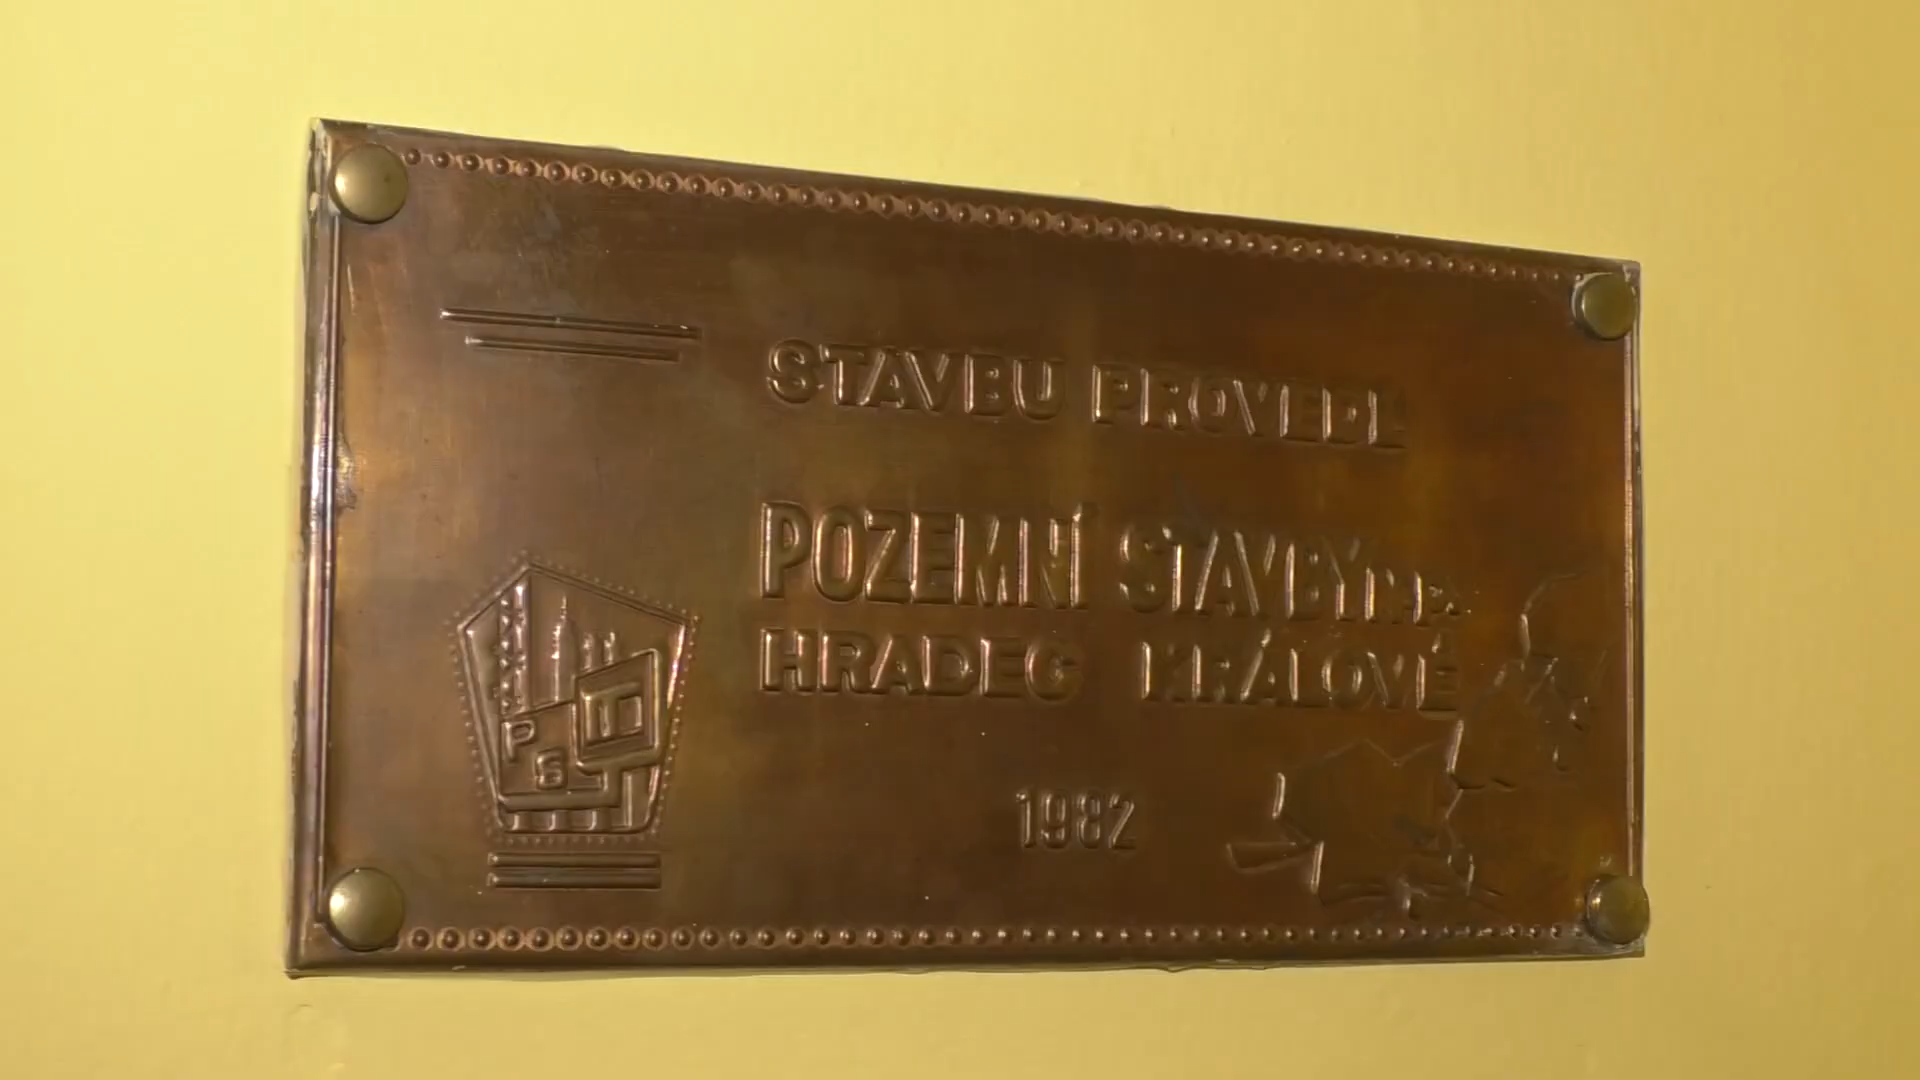 STAVBU PROVEDL
POZEMNÍ STAVBY n.p.
HRADEC KRÁLOVÉ
1982
P
S